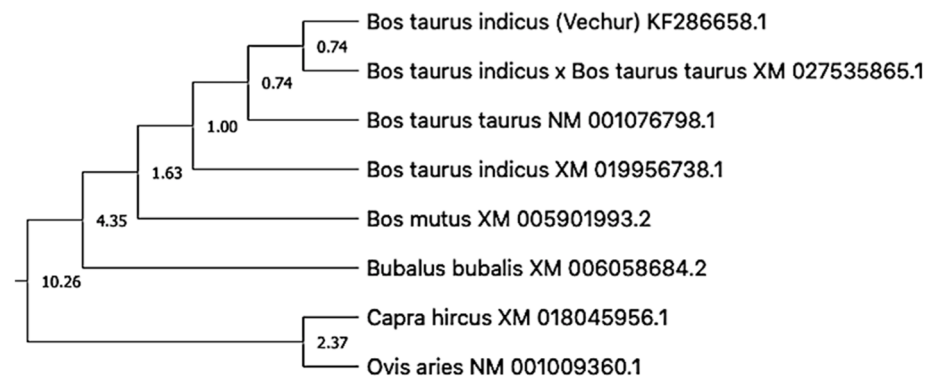 Bos taurus indicus (Vechur) KF286658.1
0.74
Bos taurus indicus x Bos taurus taurus XM 027535865.1
0.74
Bos taurus taurus NM 001076798.1
1.00
Bos taurus indicus XM 019956738.1
1.63
Bos mutus XM 005901993.2
4.35
Bubalus bubalis XM 006058684.2
10.26
Capra hircus XM 018045956.1
2.37
Ovis aries NM 001009360.1